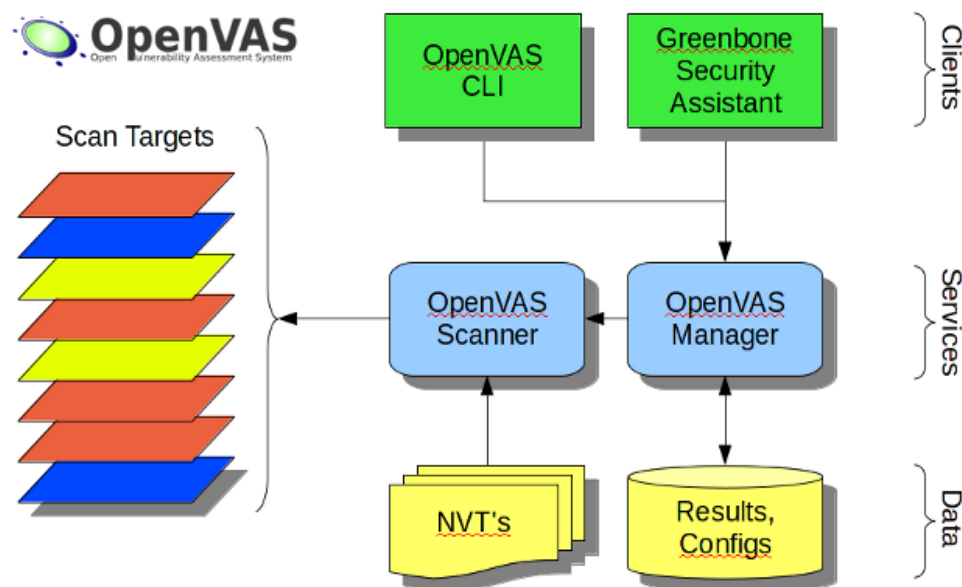 OpenVAS
Open Vulnerability Assessment System
Scan Targets
OpenVAS
CLI
Greenbone
Security
Assistant
Clients
OpenVAS
Scanner
OpenVAS
Manager
Services
NVT's
Results,
Configs
Data